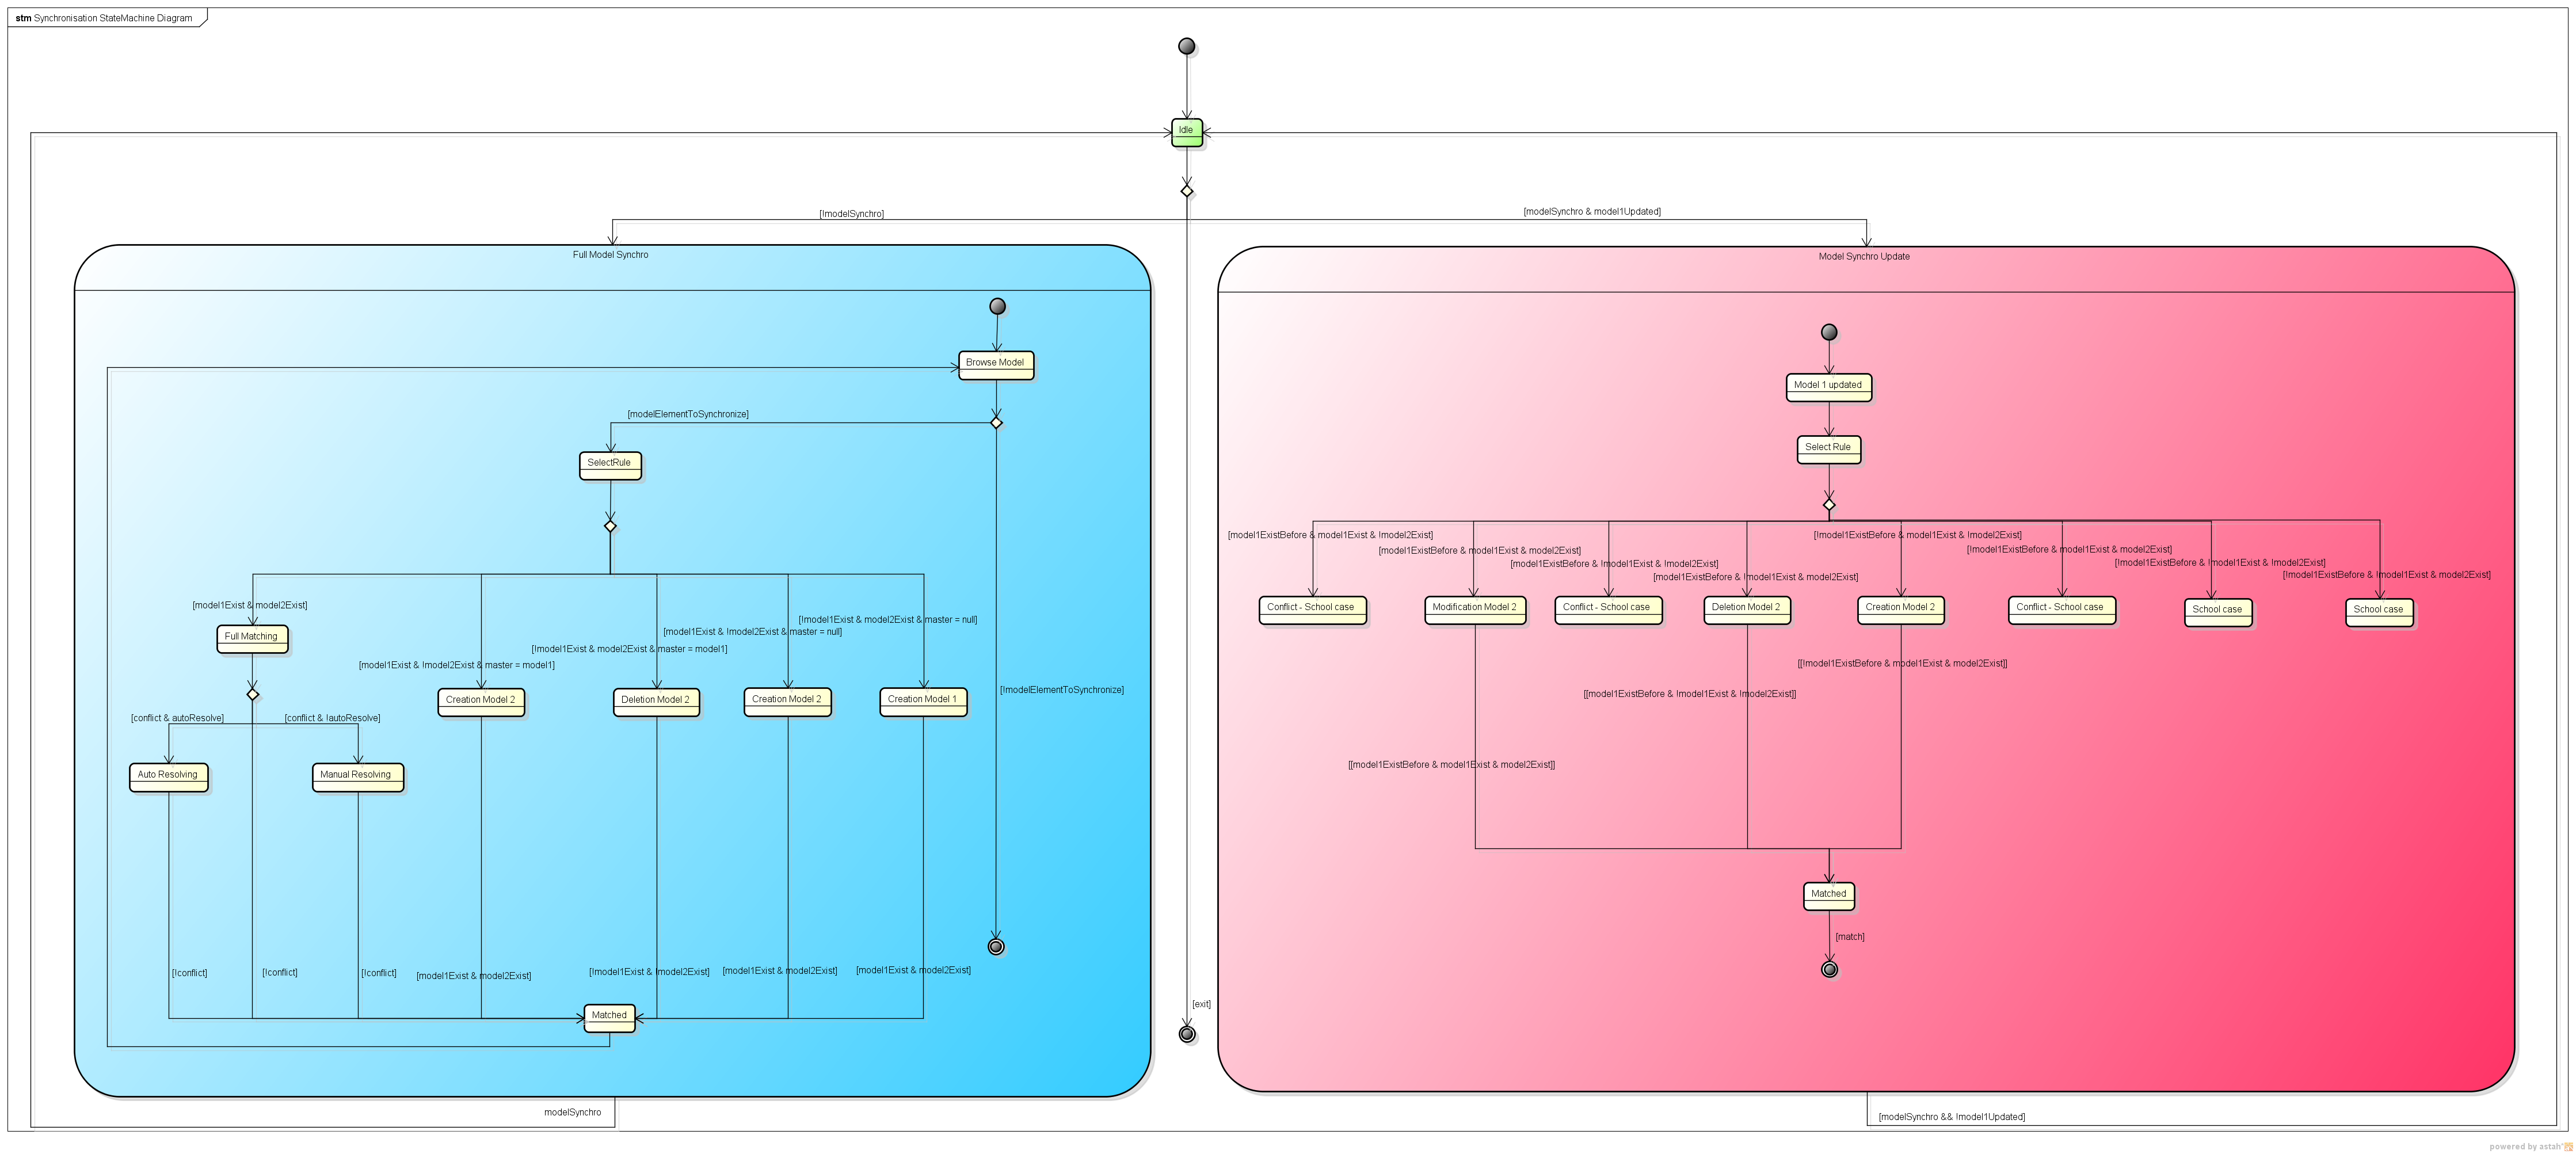 stm Synchronisation StateMachine Diagram
Idle
[!modelSynchro]
[modelSynchro & model1Updated]
Full Model Synchro
Browse Model
[modelElementToSynchronize]
SelectRule
[model1Exist & model2Exist]
Full Matching
[!model1Exist & model2Exist & master = null]
[model1Exist & !model2Exist & master = null]
[!model1Exist & model2Exist & master = model1]
[model1Exist & !model2Exist & master = model1]
Creation Model 2
Deletion Model 2
Creation Model 2
Creation Model 1
[!modelElementToSynchronize]
[conflict & autoResolve]
[conflict & !autoResolve]
Auto Resolving
Manual Resolving
[!conflict]
[!conflict]
[!conflict]
[model1Exist & model2Exist]
[!model1Exist & !model2Exist]
[model1Exist & model2Exist]
[model1Exist & model2Exist]
Matched
modelSynchro
[exit]
Model Synchro Update
Model 1 updated
Select Rule
[model1ExistBefore & model1Exist & !model2Exist]
[model1ExistBefore & model1Exist & model2Exist]
[model1ExistBefore & !model1Exist & !model2Exist]
[model1ExistBefore & !model1Exist & model2Exist]
[!model1ExistBefore & model1Exist & !model2Exist]
[!model1ExistBefore & model1Exist & model2Exist]
[!model1ExistBefore & !model1Exist & !model2Exist]
[!model1ExistBefore & !model1Exist & model2Exist]
Conflict - School case
Modification Model 2
Conflict - School case
Deletion Model 2
Creation Model 2
Conflict - School case
School case
School case
[[!model1ExistBefore & model1Exist & model2Exist]]
[[model1ExistBefore & !model1Exist & !model2Exist]]
[[model1ExistBefore & model1Exist & model2Exist]]
Matched
[match]
[modelSynchro && !model1Updated]
powered by astah*